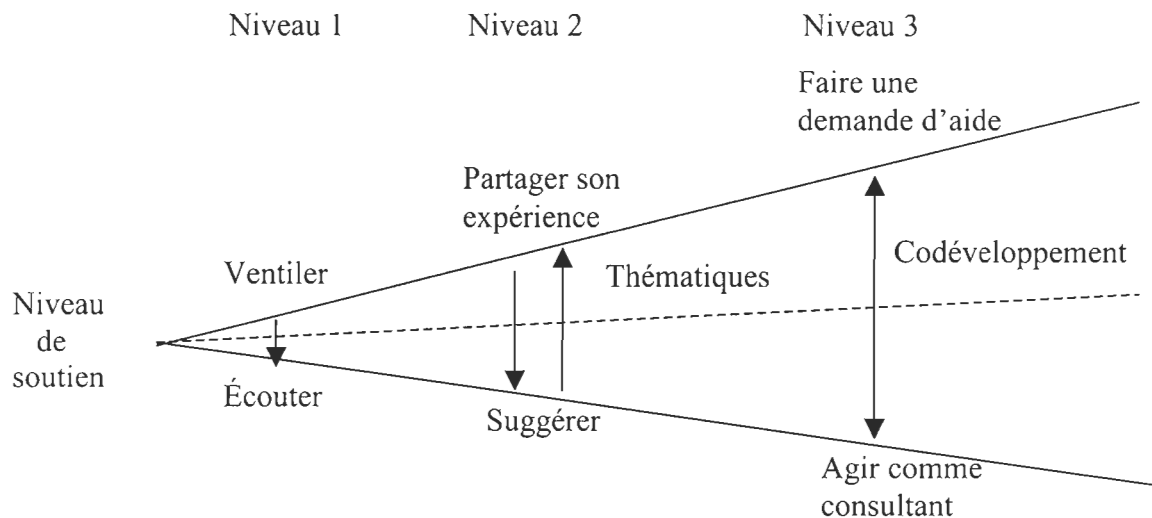 Niveau 1
Niveau 2
Niveau 3
Faire une
demande d'aide
Partager son
expérience
Ventiler
Thématiques
Codéveloppement
Niveau
de
soutien
Écouter
Suggérer
Agir comme
consultant